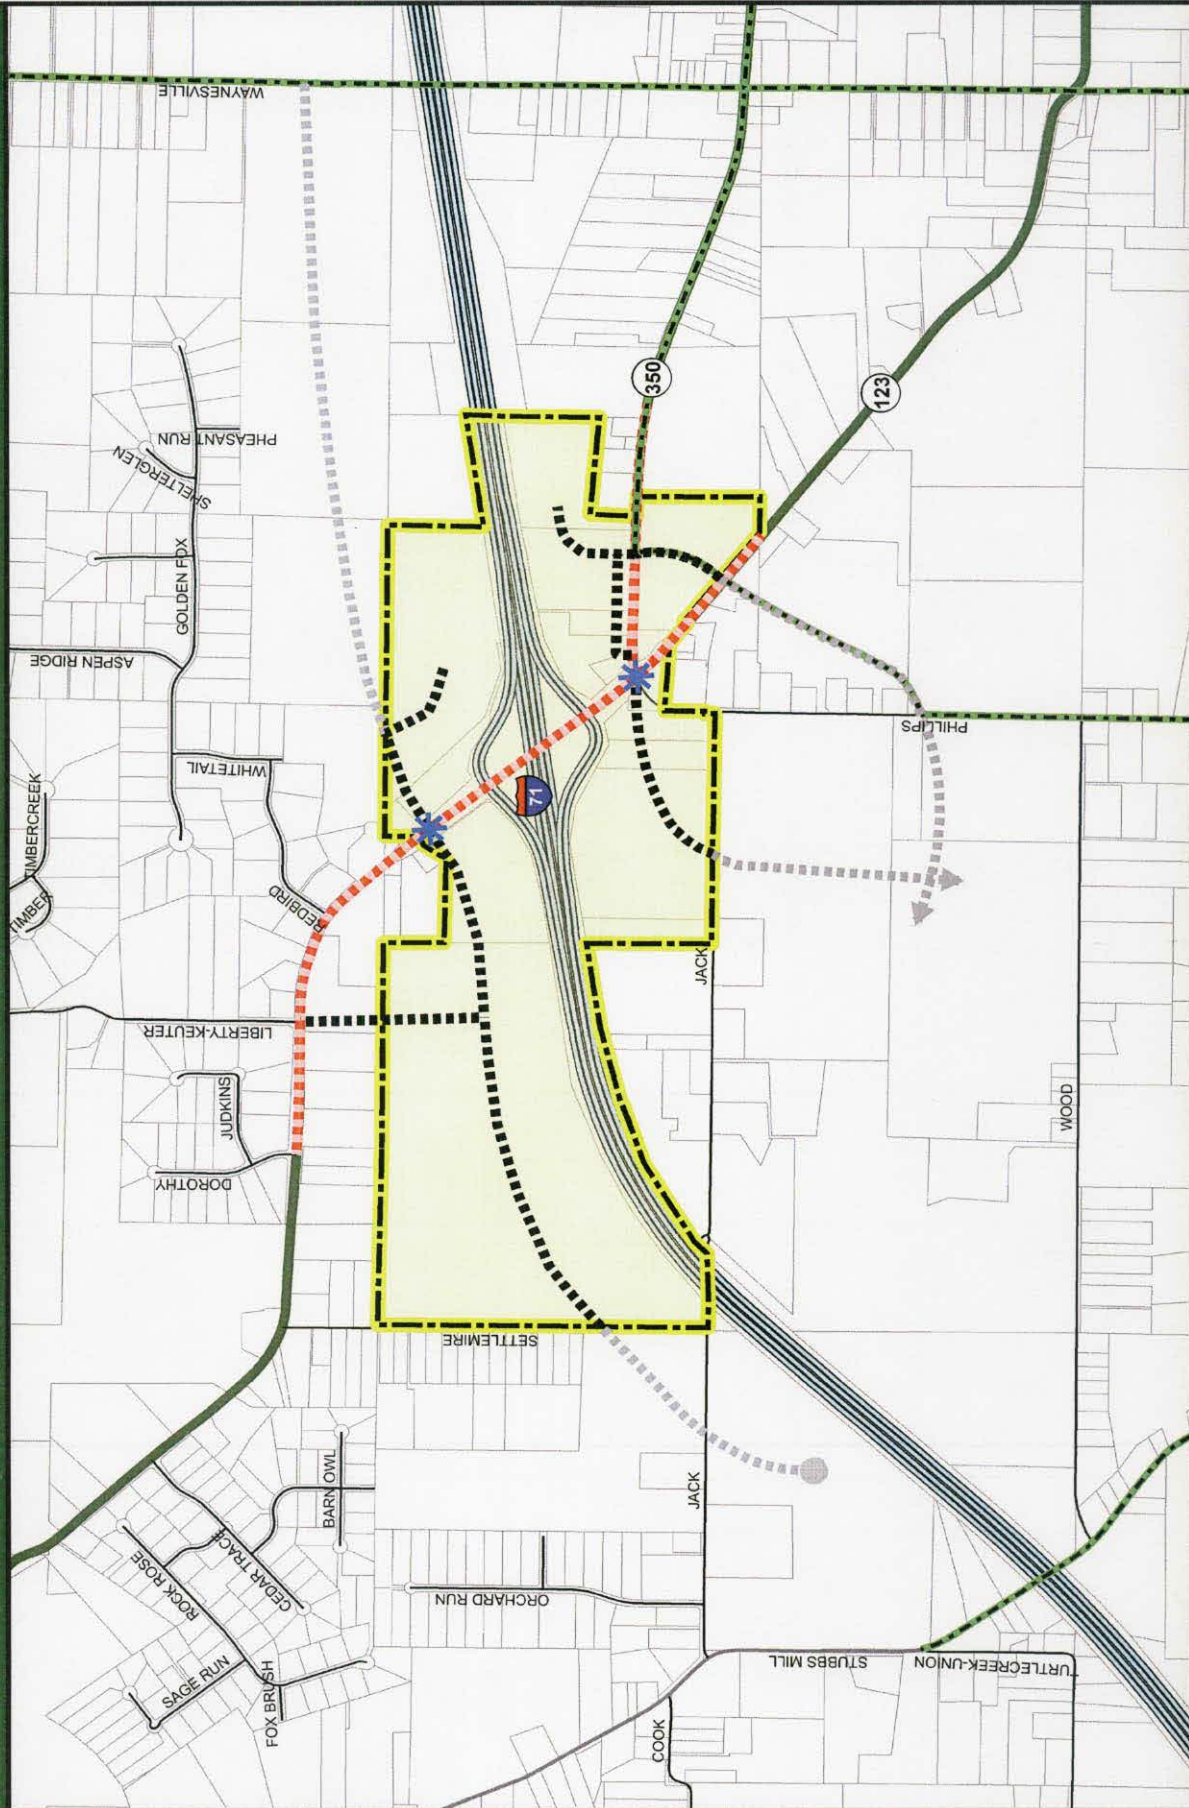 WAYNESVILLE
350
123
PHEASANT RUN
SHELTERGLEN
GOLDEN FOX
ASPEN RIDGE
WHITETAIL
PHILLIPS
TIMBERCREEK
TIMBER
REDBIRD
71
JACK
LIBERTY-KEUTER
JUDKINS
DOROTHY
WOOD
SETTLEMIRE
BARN OWL
JACK
ROCK ROSE
CEDAR TRACE
ORCHARD RUN
SAGE RUN
FOX BRUSH
STUBBS MILL
TURTLECREEK-UNION
COOK